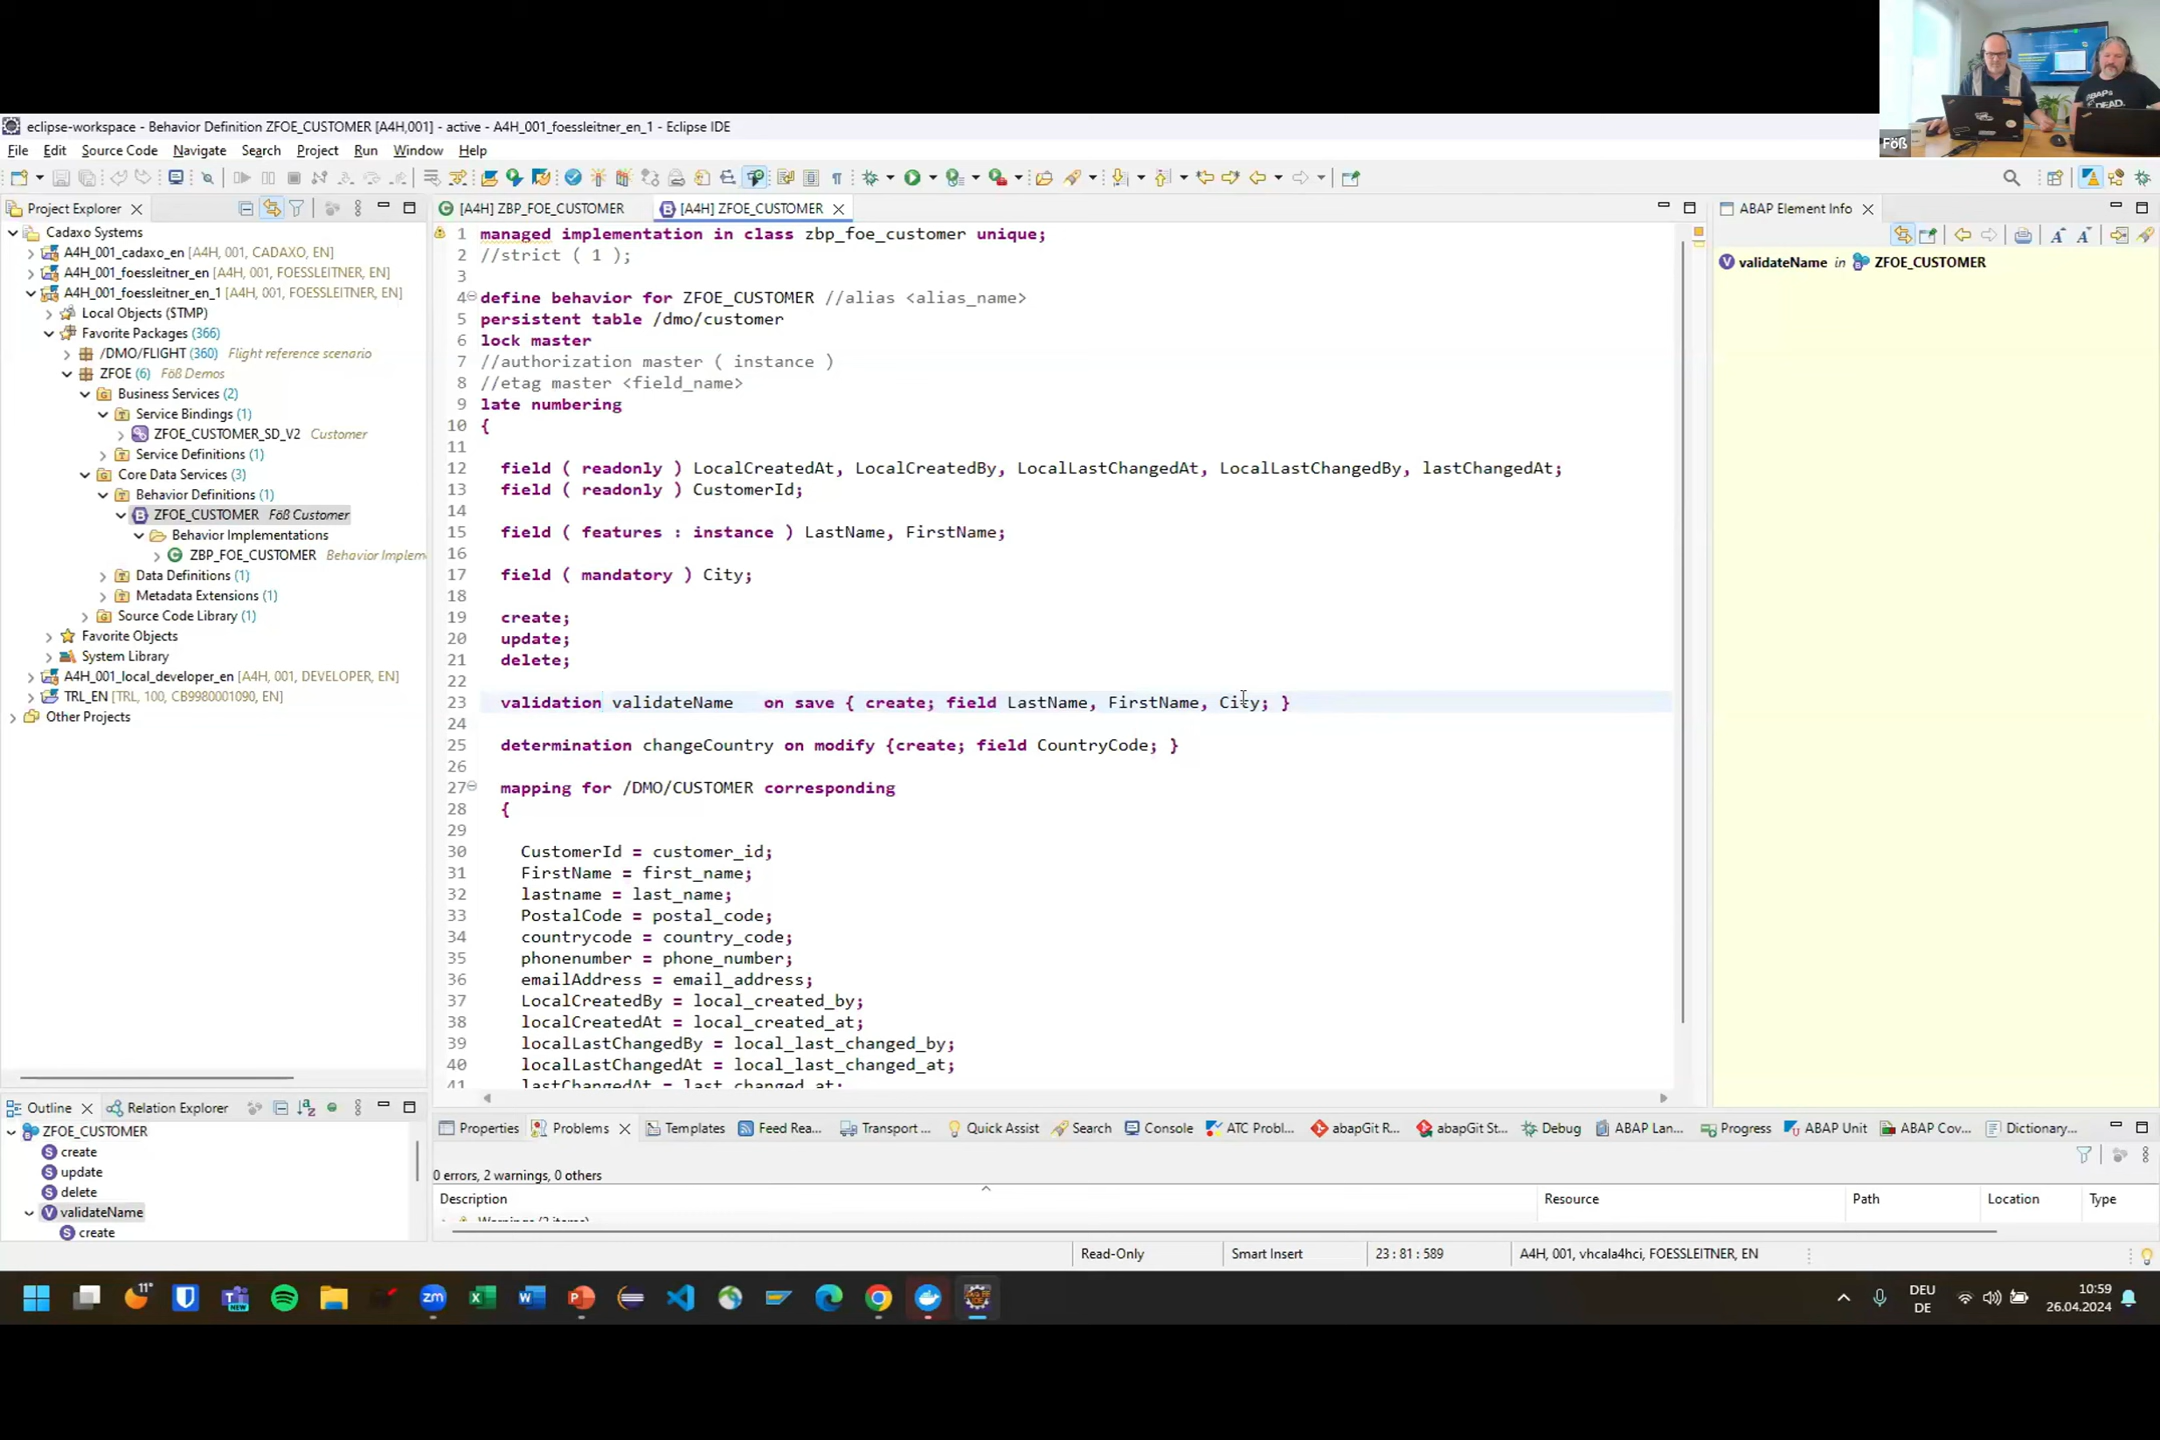 Föß
ABAP's
DEAD.
eclipse-workspace - Behavior Definition ZFOE_CUSTOMER [A4H,001] - active - A4H_001_foessleitner_en_1 - Eclipse IDE
File Edit Source Code Navigate Search Project Run Window Help
Project Explorer
[A4H] ZBP_FOE_CUSTOMER [A4H] ZFOE_CUSTOMER
ABAP Element Info
validateName in ZFOE_CUSTOMER
Cadaxo Systems
A4H_001_cadaxo_en [A4H, 001, CADAXO, EN]
A4H_001_foessleitner_en [A4H, 001, FOESSLEITNER, EN]
A4H_001_foessleitner_en_1 [A4H, 001, FOESSLEITNER, EN]
Local Objects ($TMP)
Favorite Packages (366)
/DMO/FLIGHT (360) Flight reference scenario
ZFOE (6) Föß Demos
Business Services (2)
Service Bindings (1)
ZFOE_CUSTOMER_SD_V2 Customer
Service Definitions (1)
Core Data Services (3)
Behavior Definitions (1)
ZFOE_CUSTOMER Föß Customer
Behavior Implementations
ZBP_FOE_CUSTOMER Behavior Implem
Data Definitions (1)
Metadata Extensions (1)
Source Code Library (1)
Favorite Objects
System Library
A4H_001_local_developer_en [A4H, 001, DEVELOPER, EN]
TRL_EN [TRL, 100, CB9980001090, EN]
Other Projects
1 managed implementation in class zbp_foe_customer unique;
2 //strict ( 1 );
3
4 define behavior for ZFOE_CUSTOMER //alias <alias_name>
5 persistent table /dmo/customer
6 lock master
7 //authorization master ( instance )
8 //etag master <field_name>
9 late numbering
10 {
11
12 field ( readonly ) LocalCreatedAt, LocalCreatedBy, LocalLastChangedAt, LocalLastChangedBy, lastChangedAt;
13 field ( readonly ) CustomerId;
14
15 field ( features : instance ) LastName, FirstName;
16
17 field ( mandatory ) City;
18
19 create;
20 update;
21 delete;
22
23 validation validateName on save { create; field LastName, FirstName, City; }
24
25 determination changeCountry on modify {create; field CountryCode; }
26
27 mapping for /DMO/CUSTOMER corresponding
28 {
29
30 CustomerId = customer_id;
31 FirstName = first_name;
32 lastname = last_name;
33 PostalCode = postal_code;
34 countrycode = country_code;
35 phonenumber = phone_number;
36 emailAddress = email_address;
37 LocalCreatedBy = local_created_by;
38 localCreatedAt = local_created_at;
39 localLastChangedBy = local_last_changed_by;
40 localLastChangedAt = local_last_changed_at;
41 lastChangedAt = last_changed_at;
Outline Relation Explorer
ZFOE_CUSTOMER
create
update
delete
validateName
create
Properties Problems Templates Feed Rea... Transport ... Quick Assist Search Console ATC Probl... abapGit R... abapGit St... Debug ABAP Lan... Progress ABAP Unit ABAP Cov... Dictionary...
0 errors, 2 warnings, 0 others
Description Resource Path Location Type
Warnings (2 items)
Read-Only Smart Insert 23 : 81 : 589 A4H, 001, vhcala4hci, FOESSLEITNER, EN
11° NEW zm DEU 10:59
DE 26.04.2024